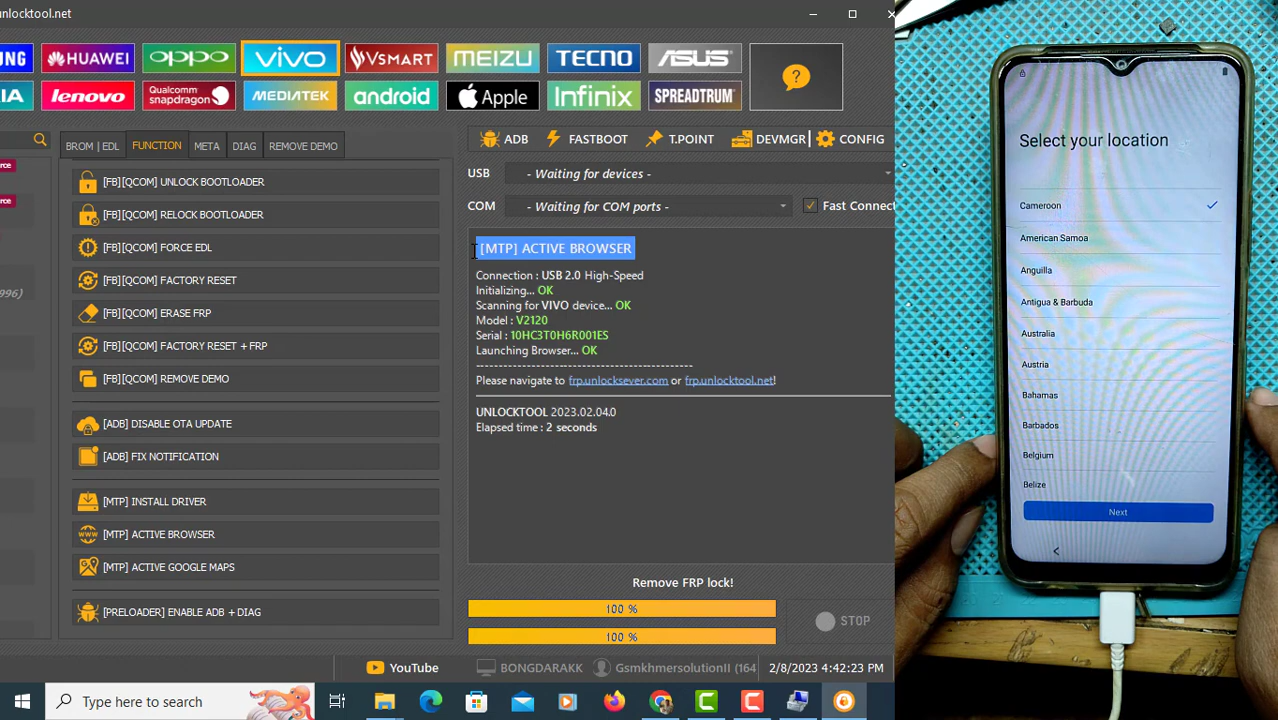 unlocktool.net
NG
HUAWEI
oppo
vivo
VSMART
MEIZU
TECNO
ASUS
?
IA
lenovo
Qualcomm
snapdragon
MEDIATEK
android
Apple
Infinix
SPREADTRUM
BROM | EDL
FUNCTION
META
DIAG
REMOVE DEMO
ADB
FASTBOOT
T.POINT
DEVMGR
CONFIG
rce
rce
996)
[FB][QCOM] UNLOCK BOOTLOADER
[FB][QCOM] RELOCK BOOTLOADER
[FB][QCOM] FORCE EDL
[FB][QCOM] FACTORY RESET
[FB][QCOM] ERASE FRP
[FB][QCOM] FACTORY RESET + FRP
[FB][QCOM] REMOVE DEMO
[ADB] DISABLE OTA UPDATE
[ADB] FIX NOTIFICATION
[MTP] INSTALL DRIVER
WWW [MTP] ACTIVE BROWSER
[MTP] ACTIVE GOOGLE MAPS
[PRELOADER] ENABLE ADB + DIAG
USB - Waiting for devices -
COM - Waiting for COM ports - Fast Connect
[MTP] ACTIVE BROWSER
Connection : USB 2.0 High-Speed
Initializing... OK
Scanning for VIVO device... OK
Model : V2120
Serial : 10HC3T0H6R001ES
Launching Browser... OK
--------------------------------------------
Please navigate to frp.unlocksever.com or frp.unlocktool.net!
UNLOCKTOOL 2023.02.04.0
Elapsed time : 2 seconds
Remove FRP lock!
100 %
100 %
STOP
YouTube
BONGDARAKK
GsmkhmersolutionII (164
2/8/2023 4:42:23 PM
Type here to search
Select your location
Cameroon
American Samoa
Anguilla
Antigua & Barbuda
Australia
Austria
Bahamas
Barbados
Belgium
Belize
Next